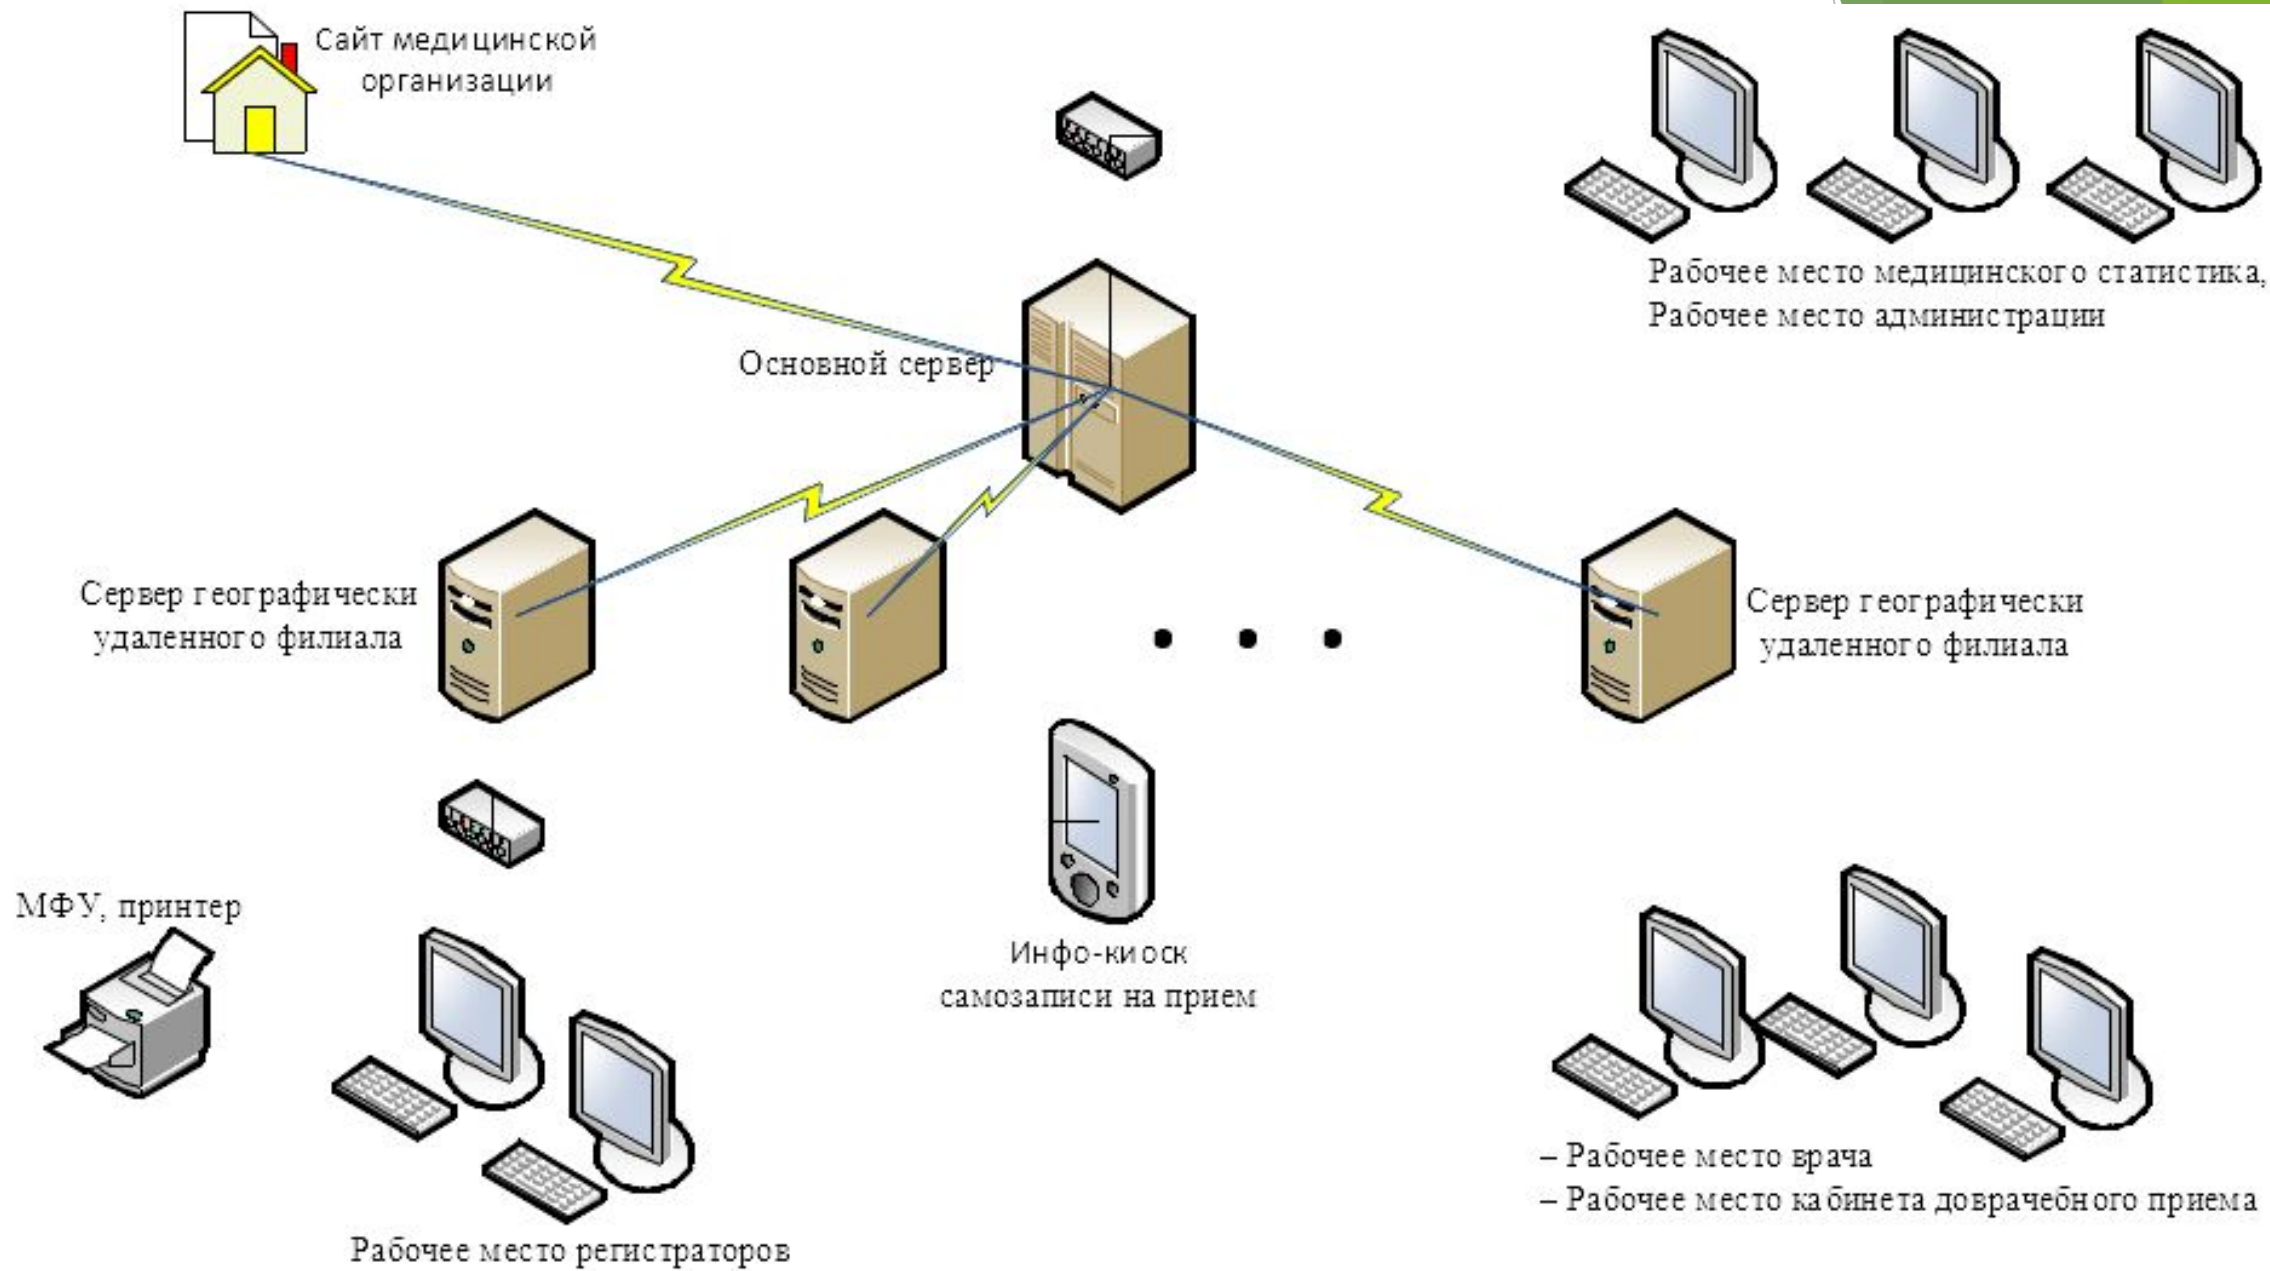 Сайт медицинской
организации
Рабочее место медицинского статистика,
Рабочее место администрации
Основной сервер
Сервер географически
удаленного филиала
Сервер географически
удаленного филиала
МФУ, принтер
Инфо-киоск
самозаписи на прием
– Рабочее место врача
– Рабочее место кабинета доврачебного приема
Рабочее место регистраторов